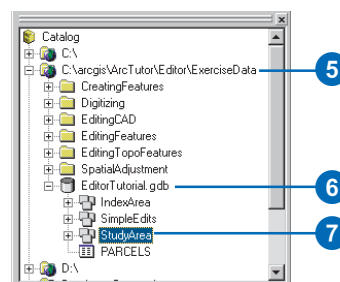 Catalog
C:\
C:\arcgis\ArcTutor\Editor\ExerciseData
5
CreatingFeatures
Digitizing
EditingCAD
EditingFeatures
EditingTopoFeatures
SpatialAdjustment
EditorTutorial.gdb
6
IndexArea
SimpleEdits
StudyArea
7
PARCELS
D:\